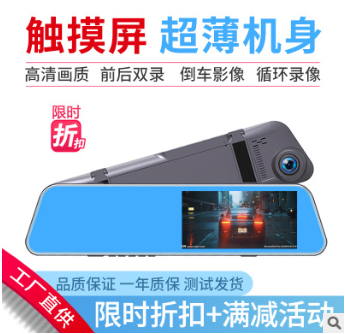 触摸屏 超薄机身
高清画质 前后双录 倒车影像 循环录像
限时
折扣
品质保证 一年质保 测试发货
工厂直供
限时折扣+满减活动